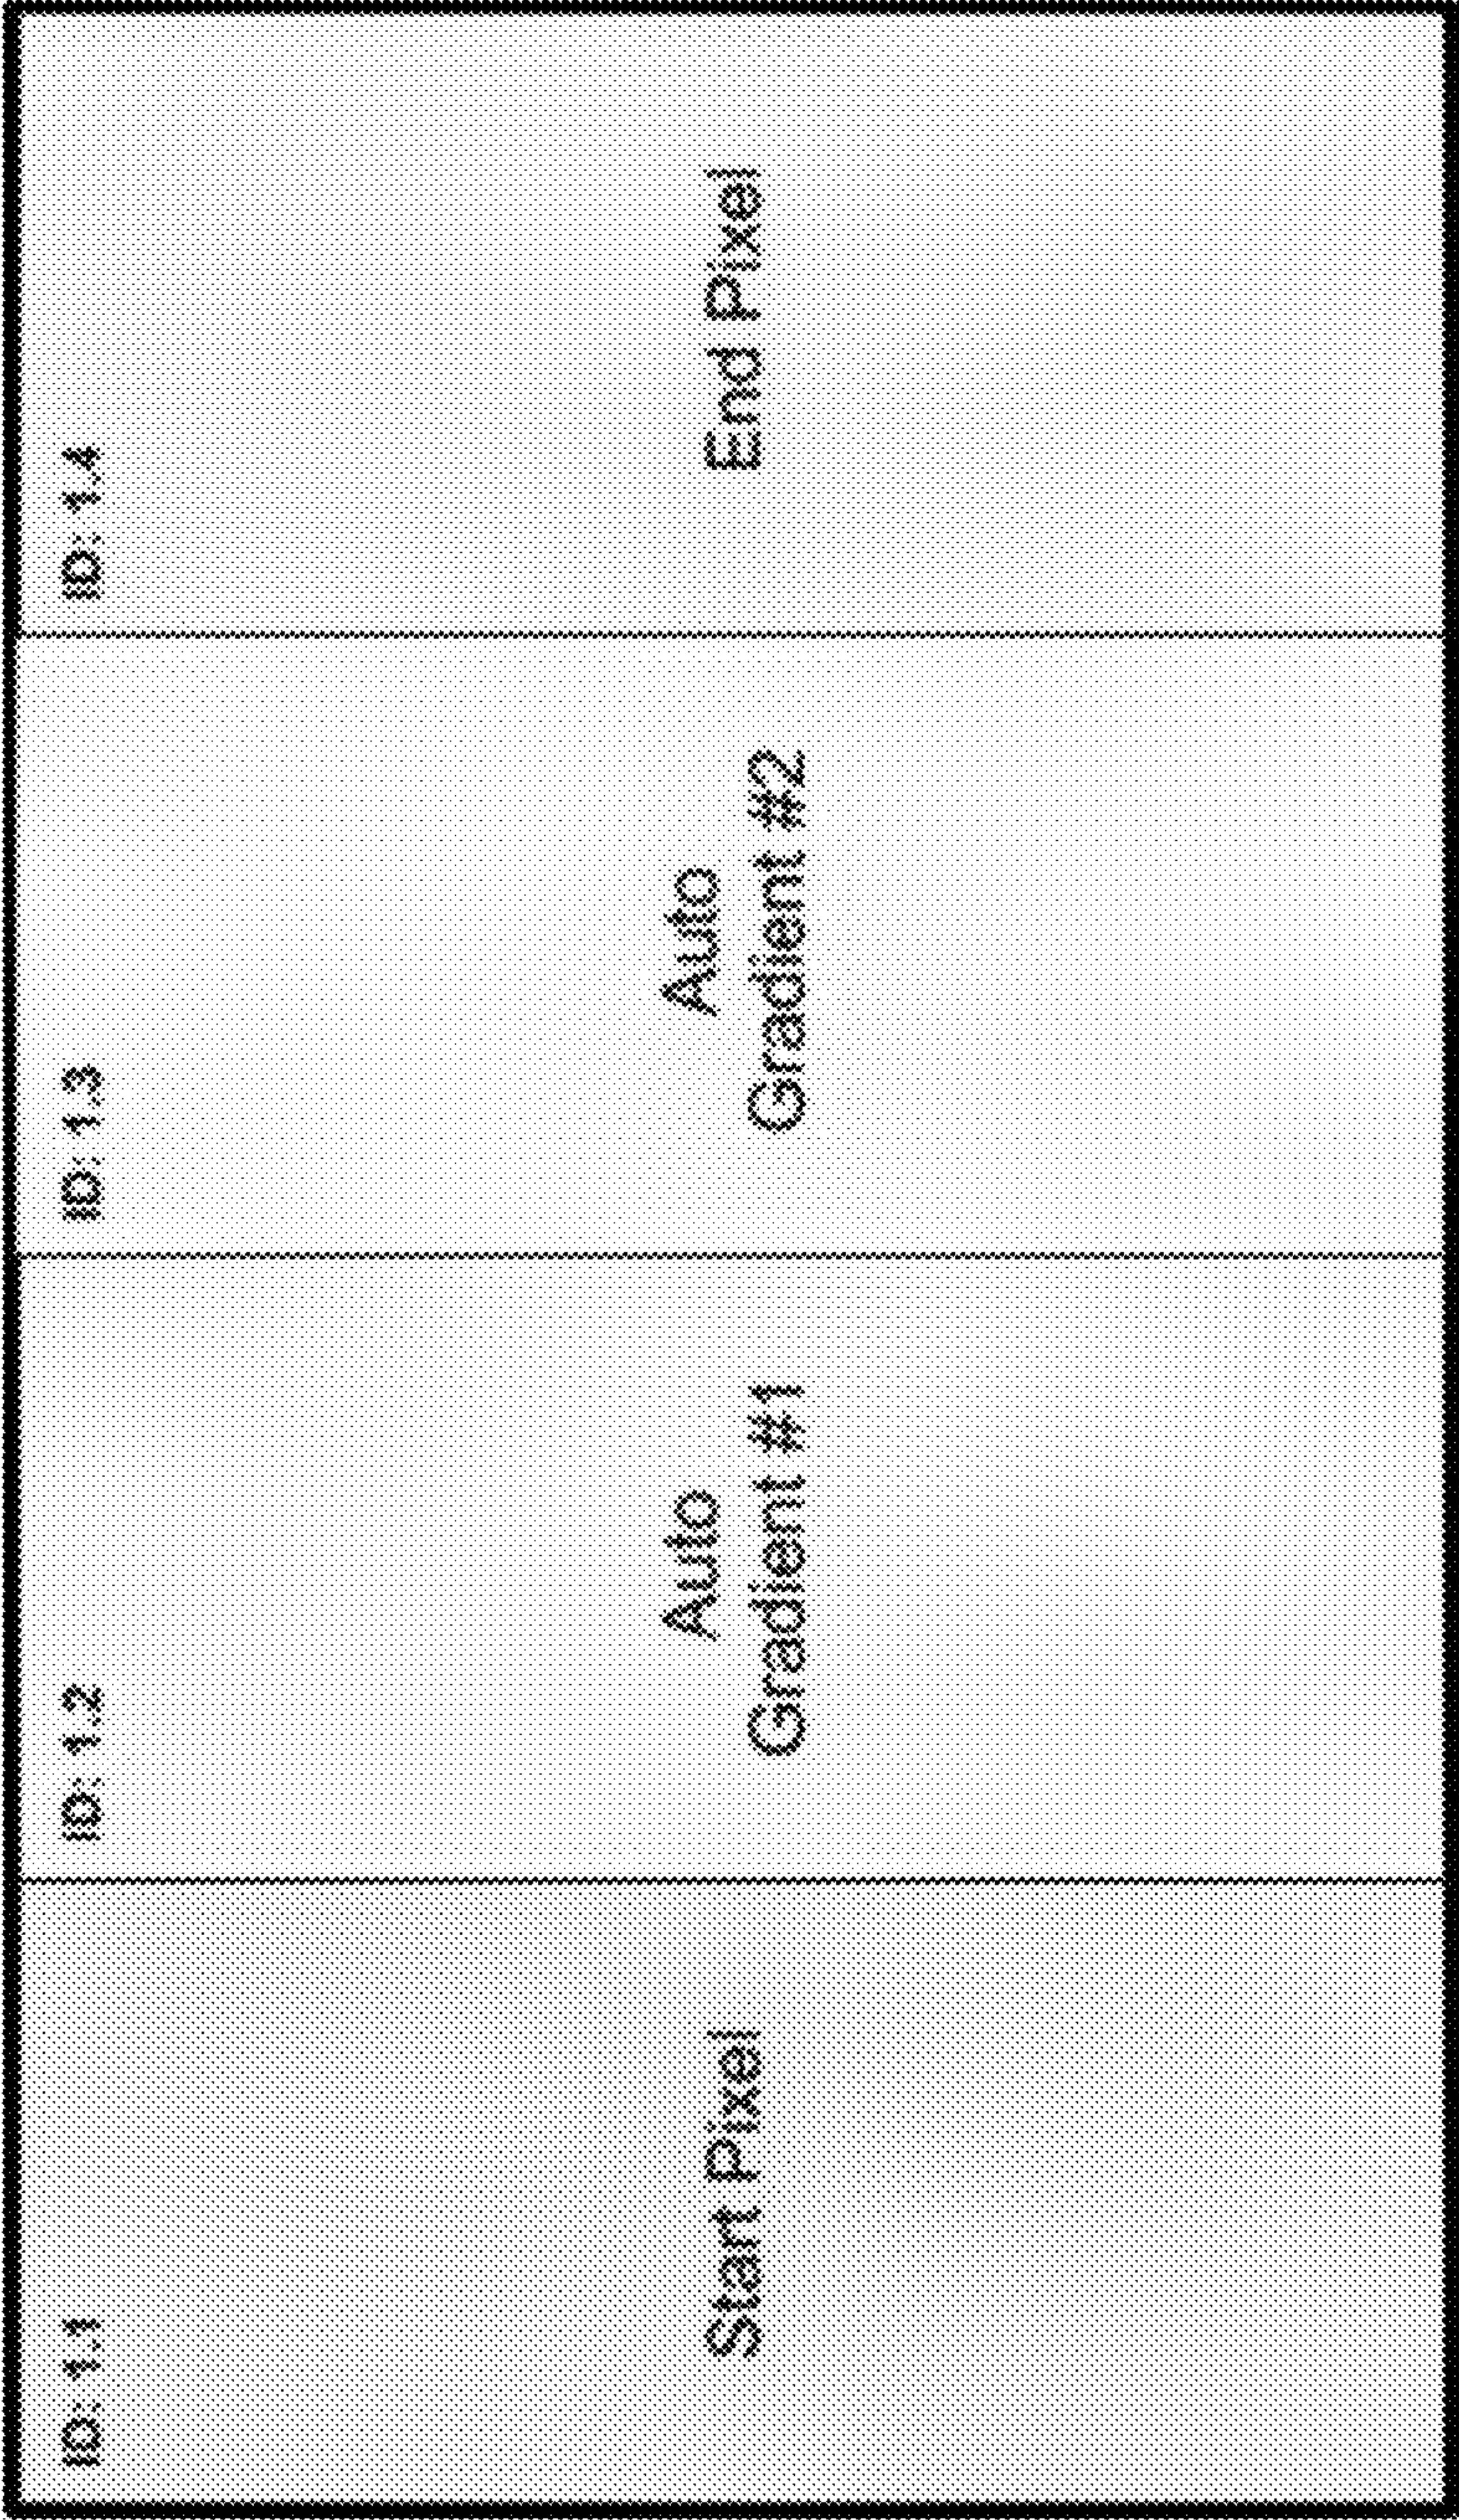 ID: 1.1
Start Pixel
ID: 1.2
Auto
Gradient #1
ID: 1.3
Auto
Gradient #2
ID: 1.4
End Pixel